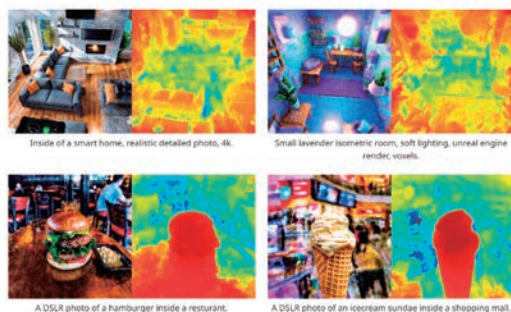 Inside of a smart home, realistic detailed photo, 4k.
Small lavender isometric room, soft lighting, unreal engine
render, voxels.
A DSLR photo of a hamburger inside a resturant.
A DSLR photo of an icecream sundae inside a shopping mall.